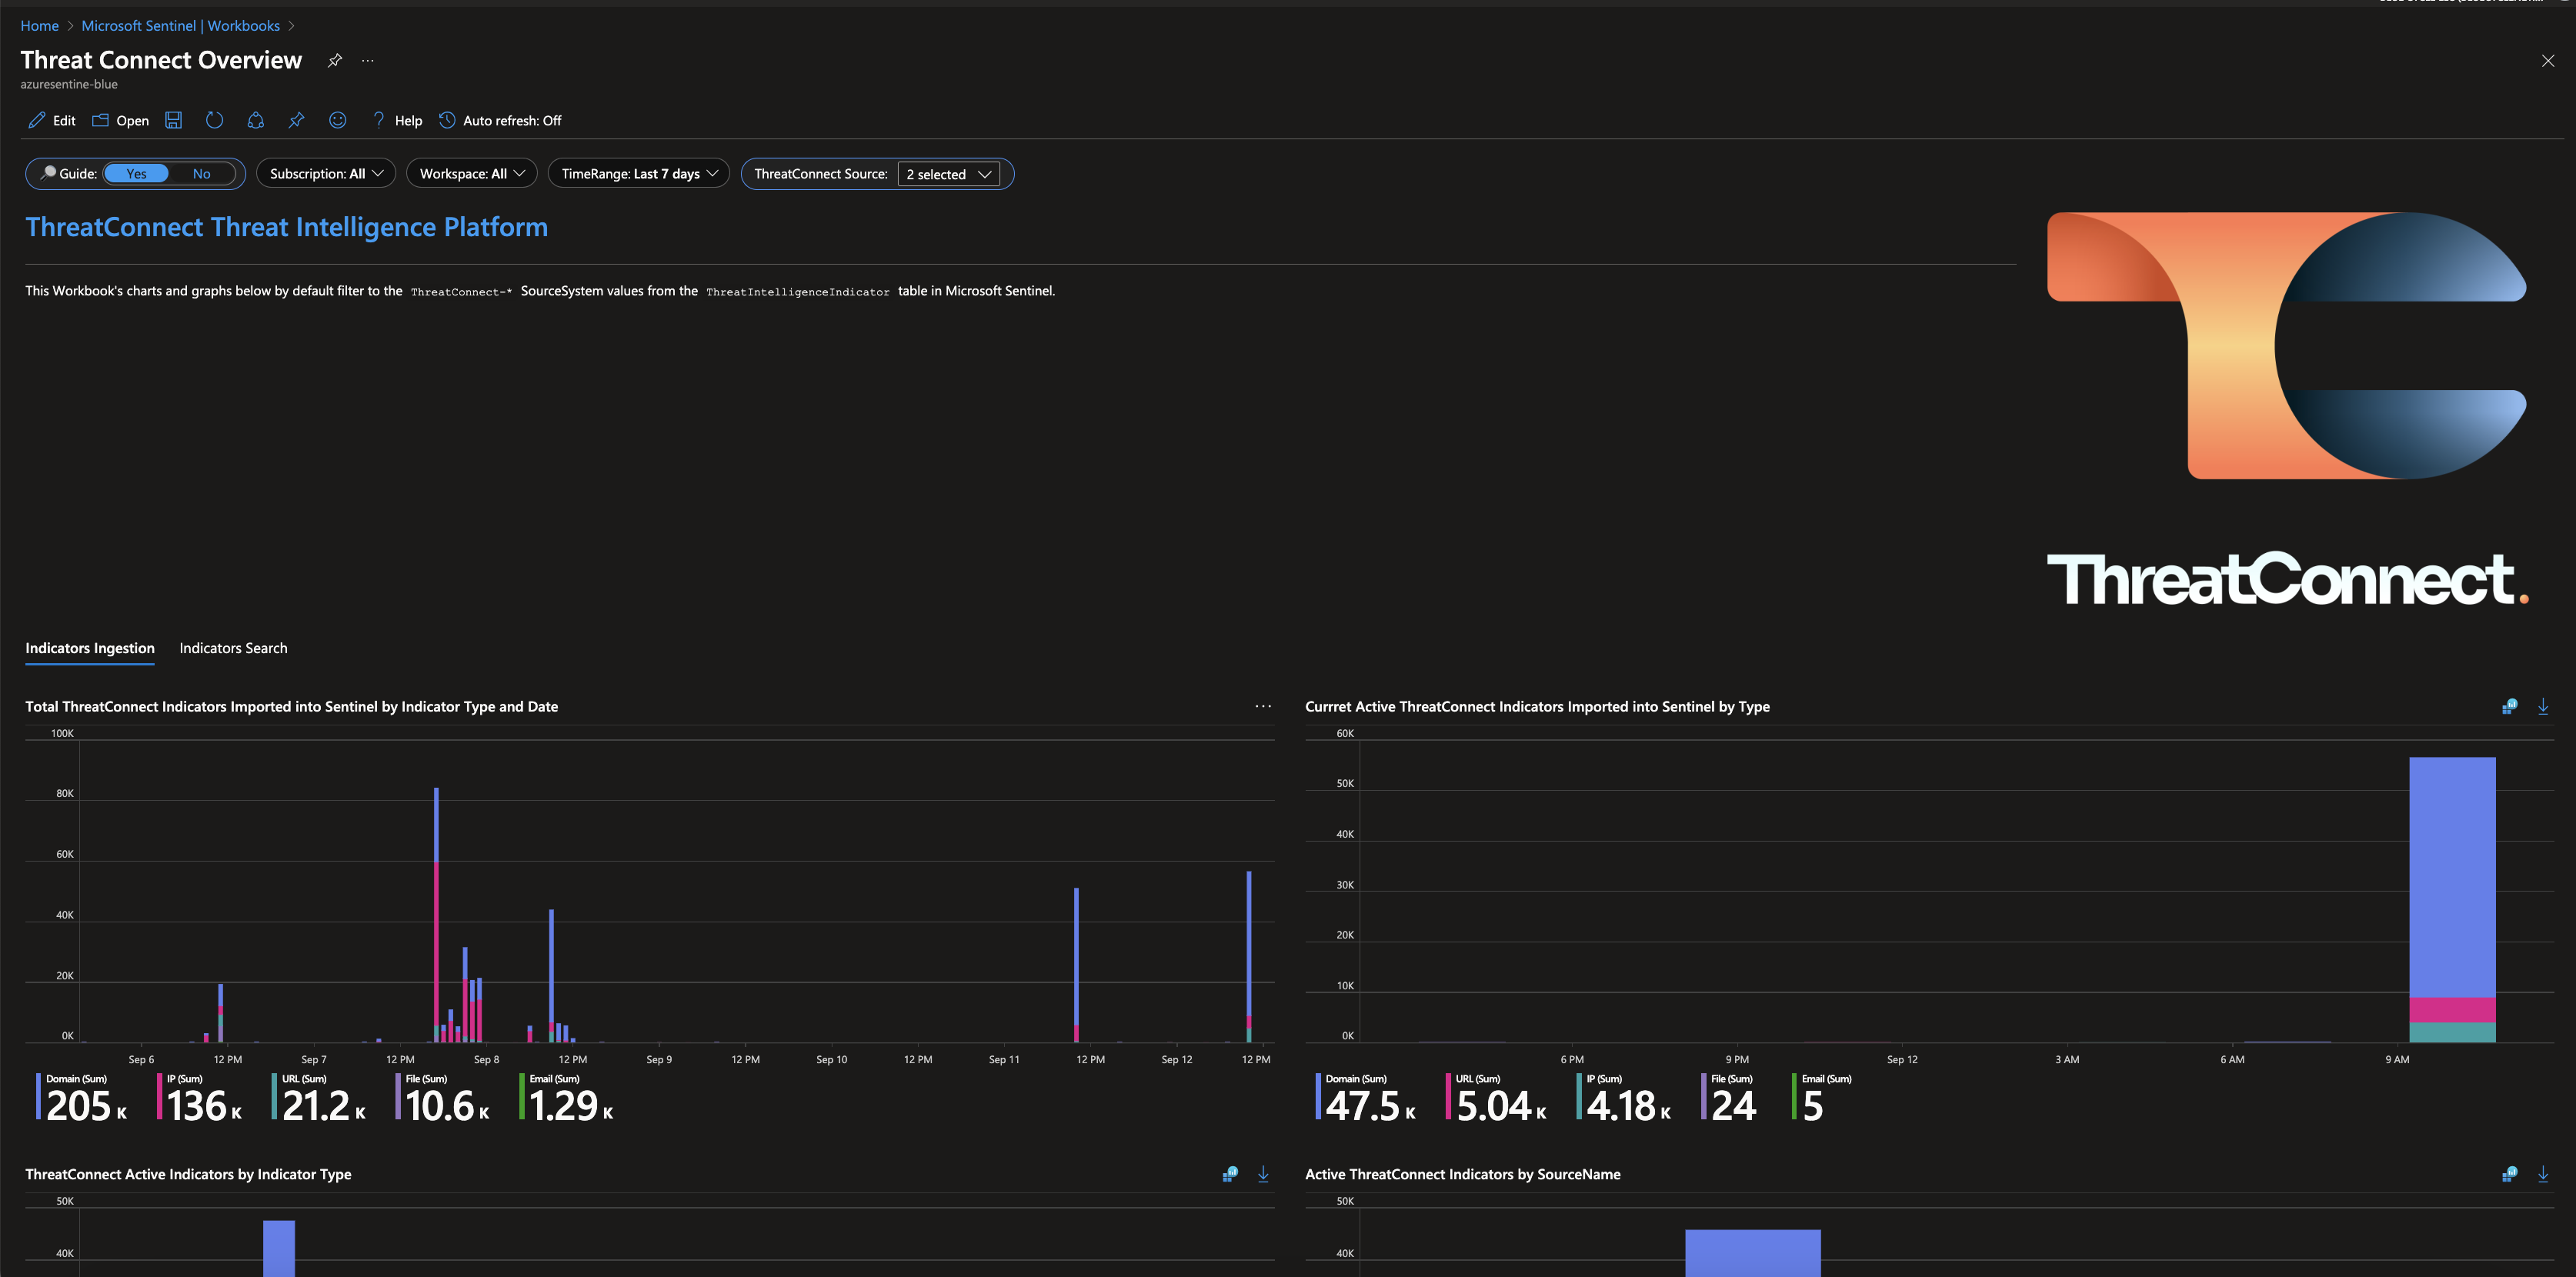 Home > Microsoft Sentinel | Workbooks >
Threat Connect Overview ...
azuresentine-blue
Edit Open Help Auto refresh: Off
Guide: Yes No Subscription: All Workspace: All TimeRange: Last 7 days ThreatConnect Source: 2 selected
ThreatConnect Threat Intelligence Platform
This Workbook's charts and graphs below by default filter to the ThreatConnect-* SourceSystem values from the ThreatIntelligenceIndicator table in Microsoft Sentinel.
ThreatConnect.
Indicators Ingestion Indicators Search
Total ThreatConnect Indicators Imported into Sentinel by Indicator Type and Date ...
100K
80K
60K
40K
20K
0K
Sep 6 12 PM Sep 7 12 PM Sep 8 12 PM Sep 9 12 PM Sep 10 12 PM Sep 11 12 PM Sep 12 12 PM
Domain (Sum) IP (Sum) URL (Sum) File (Sum) Email (Sum)
205 K 136 K 21.2 K 10.6 K 1.29 K
Currret Active ThreatConnect Indicators Imported into Sentinel by Type
60K
50K
40K
30K
20K
10K
0K
6 PM 9 PM Sep 12 3 AM 6 AM 9 AM
Domain (Sum) URL (Sum) IP (Sum) File (Sum) Email (Sum)
47.5 K 5.04 K 4.18 K 24 5
ThreatConnect Active Indicators by Indicator Type
50K
40K
Active ThreatConnect Indicators by SourceName
50K
40K